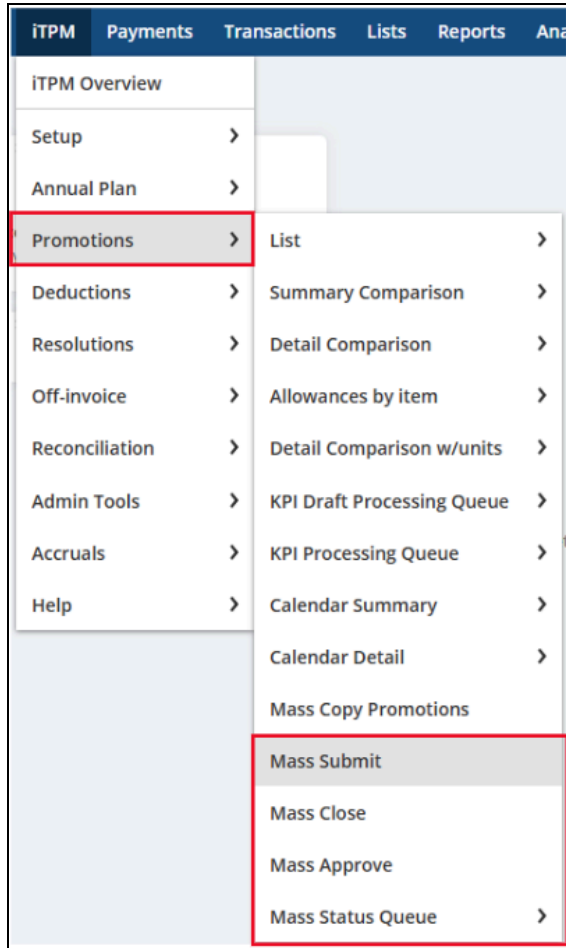 iTPM Payments Transactions Lists Reports
iTPM Overview
Setup
Annual Plan
Promotions
Deductions
Resolutions
Off-invoice
Reconciliation
Admin Tools
Accruals
Help
List
Summary Comparison
Detail Comparison
Allowances by item
Detail Comparison w/units
KPI Draft Processing Queue
KPI Processing Queue
Calendar Summary
Calendar Detail
Mass Copy Promotions
Mass Submit
Mass Close
Mass Approve
Mass Status Queue